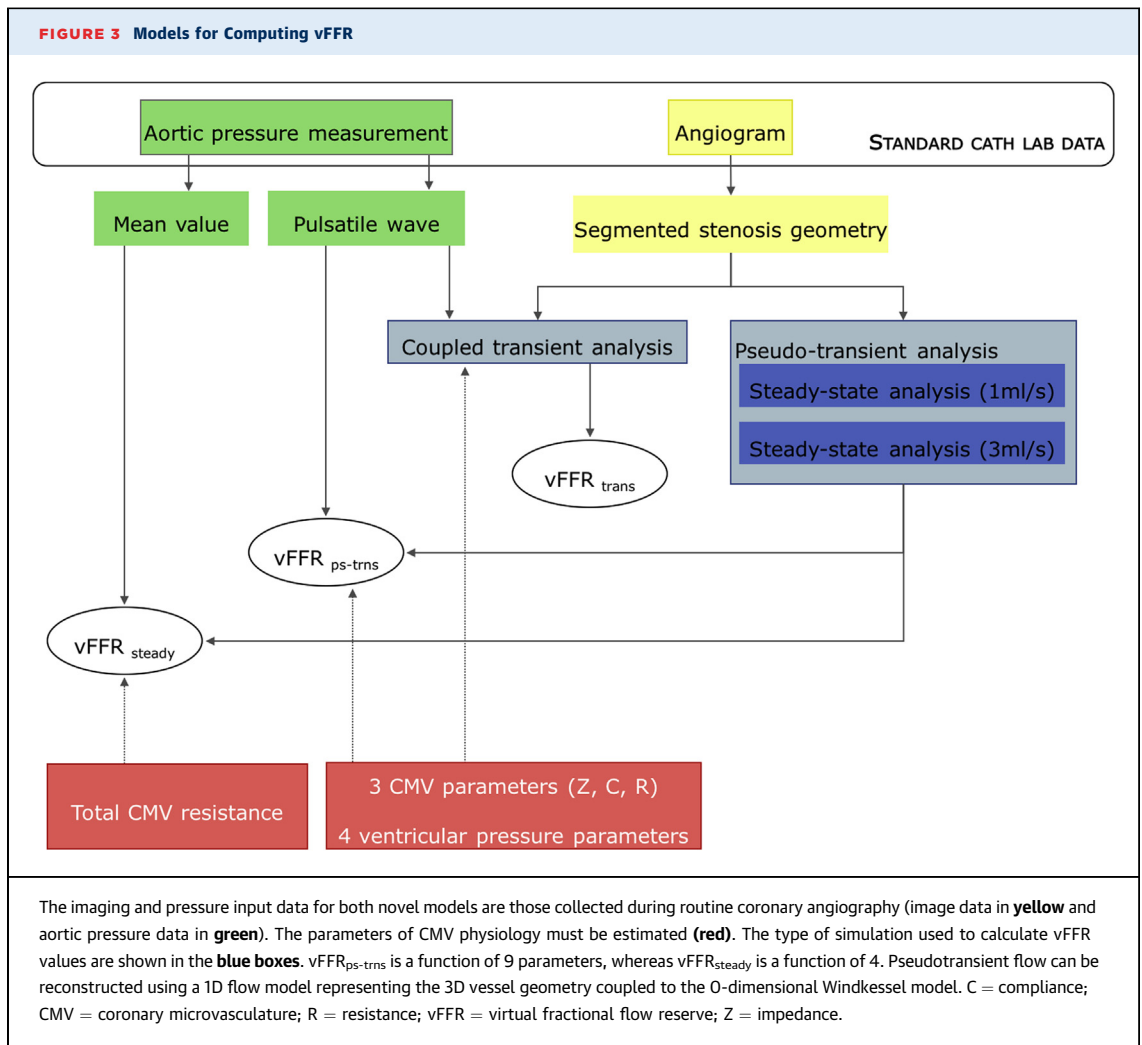 FIGURE 3 Models for Computing vFFR
Aortic pressure measurement
Angiogram
STANDARD CATH LAB DATA
Mean value
Pulsatile wave
Segmented stenosis geometry
Coupled transient analysis
Pseudo-transient analysis
Steady-state analysis (1ml/s)
Steady-state analysis (3ml/s)
vFFR trans
vFFR ps-trns
vFFR steady
Total CMV resistance
3 CMV parameters (Z, C, R)
4 ventricular pressure parameters
The imaging and pressure input data for both novel models are those collected during routine coronary angiography (image data in yellow and
aortic pressure data in green). The parameters of CMV physiology must be estimated (red). The type of simulation used to calculate vFFR
values are shown in the blue boxes. vFFRps-trns is a function of 9 parameters, whereas vFFRsteady is a function of 4. Pseudotransient flow can be
reconstructed using a 1D flow model representing the 3D vessel geometry coupled to the 0-dimensional Windkessel model. C = compliance;
CMV = coronary microvasculature; R = resistance; vFFR = virtual fractional flow reserve; Z = impedance.